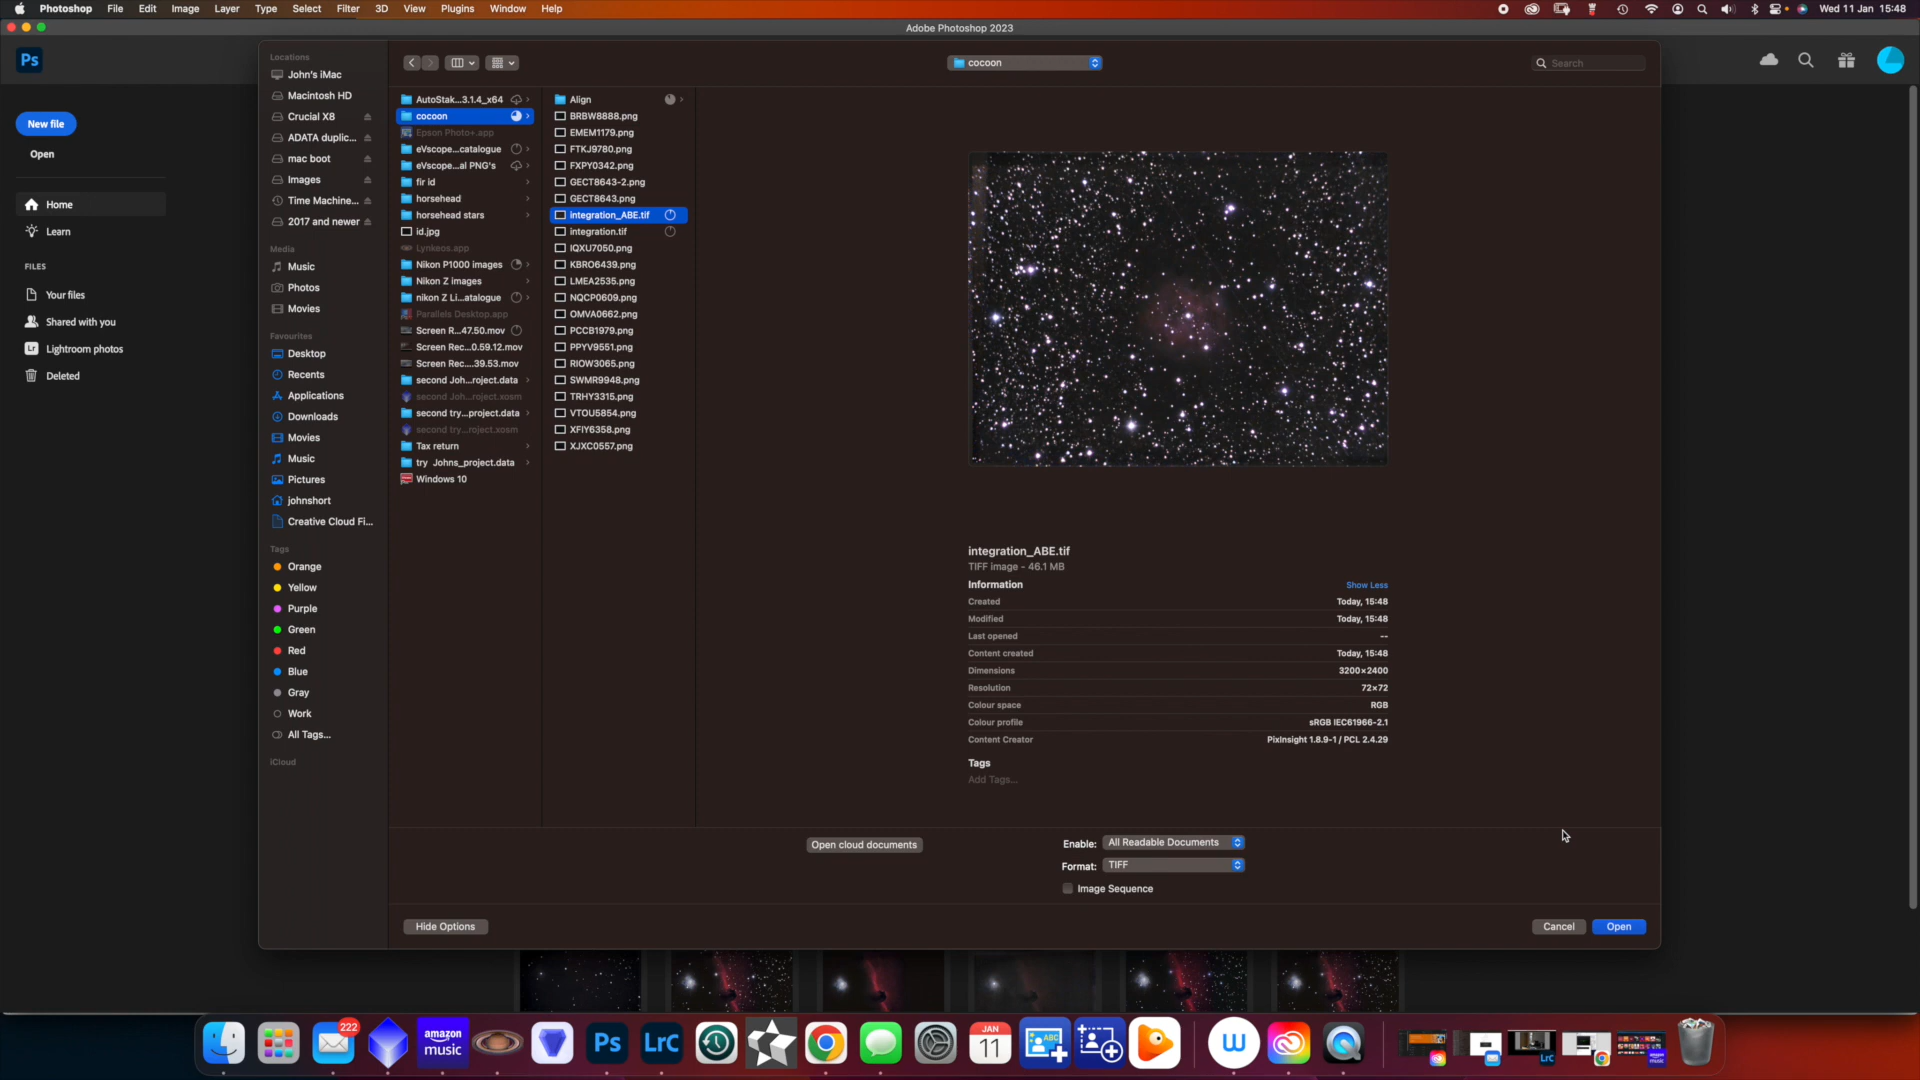 Photoshop File Edit Image Layer Type Select Filter 3D View Plugins Window Help
Wed 11 Jan 15:48
Adobe Photoshop 2023
Ps
New file
Open
Home
Learn
FILES
Your files
Shared with you
Lr Lightroom photos
Deleted
Locations
John's iMac
Macintosh HD
Crucial X8
ADATA duplic...
mac boot
Images
Time Machine...
2017 and newer
Media
Music
Photos
Movies
Favourites
Desktop
Recents
Applications
Downloads
Movies
Music
Pictures
johnshort
Creative Cloud Fi...
Tags
Orange
Yellow
Purple
Green
Red
Blue
Gray
Work
All Tags...
iCloud
cocoon
Search
AutoStak...3.1.4_x64
cocoon
Epson Photo+.app
eVscope...catalogue
eVscope...al PNG's
fir id
horsehead
horsehead stars
id.jpg
Lynkeos.app
Nikon P1000 images
Nikon Z images
nikon Z Li...atalogue
Parallels Desktop.app
Screen R...47.50.mov
Screen Rec...0.59.12.mov
Screen Rec....39.53.mov
second Joh...roject.data
second Joh...roject.xosm
second try...project.data
second try...roject.xosm
Tax return
try Johns_project.data
Windows 10
Align
BRBW8888.png
EMEM1179.png
FTKJ9780.png
FXPY0342.png
GECT8643-2.png
GECT8643.png
integration_ABE.tif
integration.tif
IQXU7050.png
KBRO6439.png
LMEA2535.png
NQCP0609.png
OMVA0662.png
PCCB1979.png
PPYV9551.png
RIOW3065.png
SWMR9948.png
TRHY3315.png
VTOU5854.png
XFIY6358.png
XJXC0557.png
integration_ABE.tif
TIFF image - 46.1 MB
Information Show Less
Created Today, 15:48
Modified Today, 15:48
Last opened --
Content created Today, 15:48
Dimensions 3200×2400
Resolution 72×72
Colour space RGB
Colour profile sRGB IEC61966-2.1
Content Creator PixInsight 1.8.9-1 / PCL 2.4.29
Tags
Add Tags...
Open cloud documents
Enable: All Readable Documents
Format: TIFF
Image Sequence
Hide Options
Cancel
Open
222
amazon music
Ps
LrC
JAN
11
ABC
W
LrC